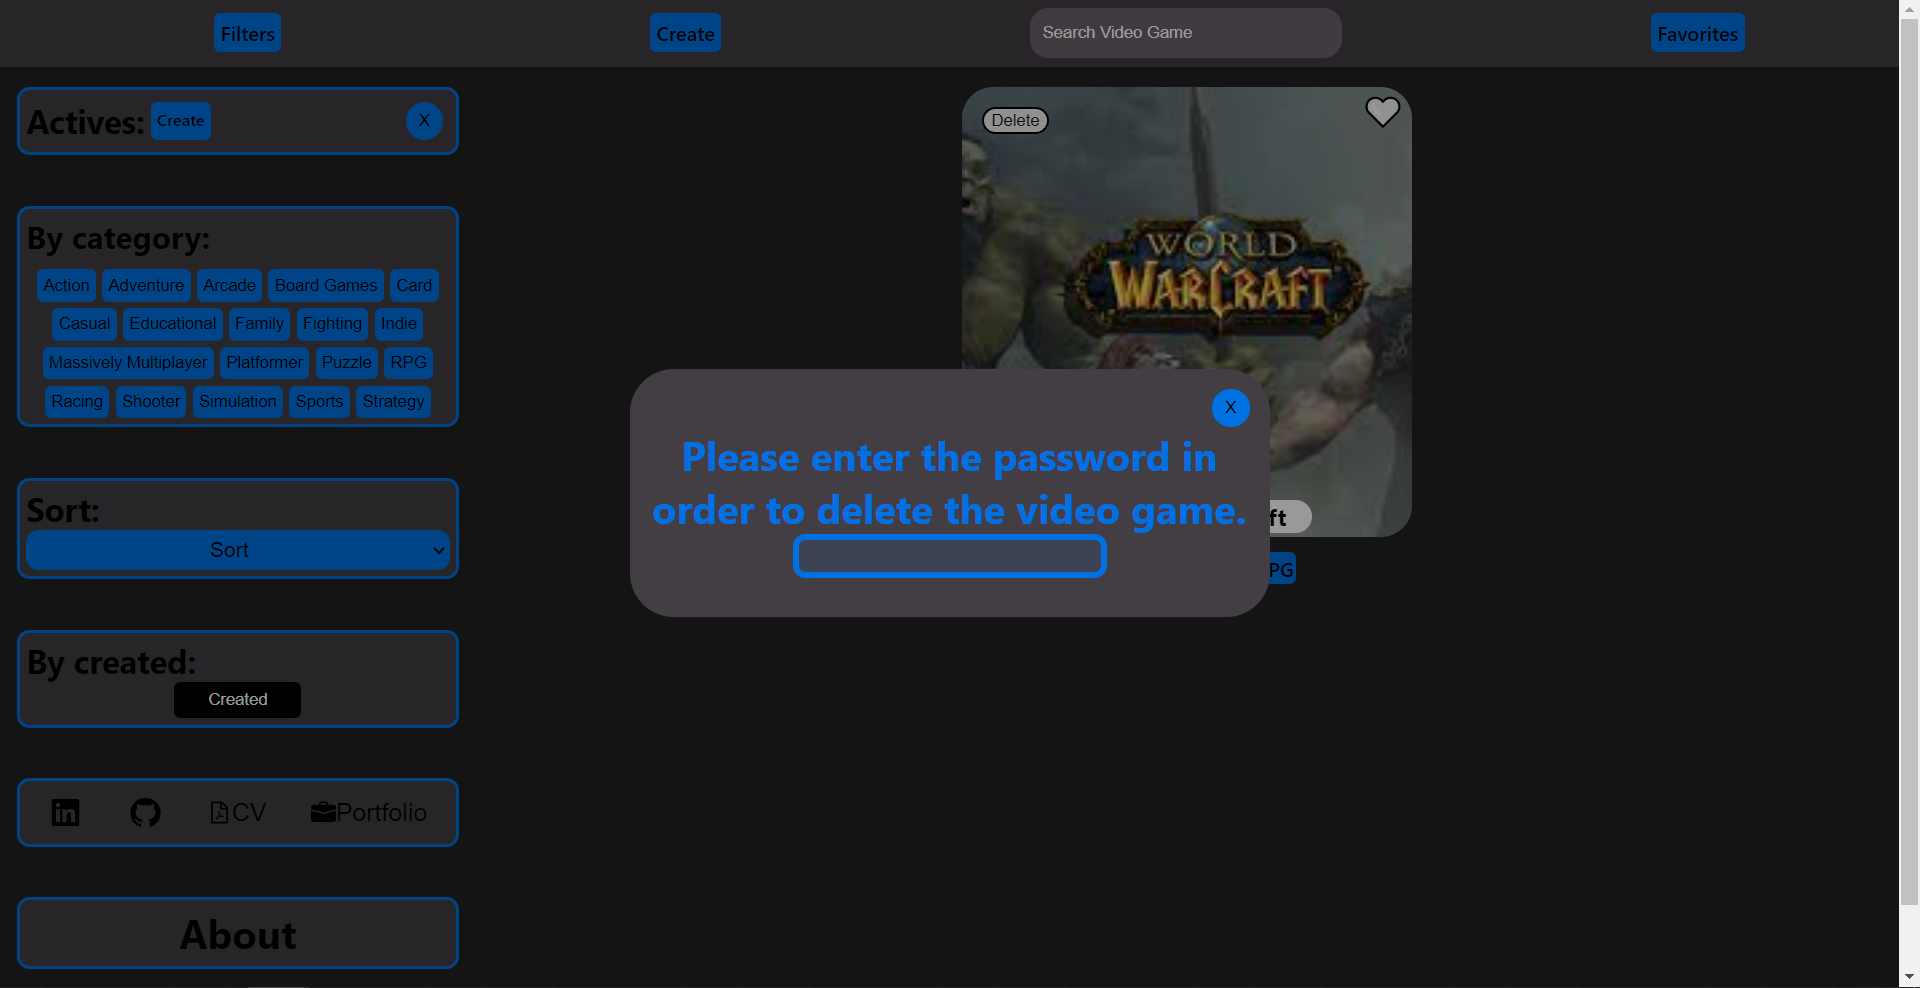 Filters
Create
Search Video Game
Favorites
Actives: Create X
By category:
Action Adventure Arcade Board Games Card
Casual Educational Family Fighting Indie
Massively Multiplayer Platformer Puzzle RPG
Racing Shooter Simulation Sports Strategy
Sort:
Sort
By created:
Created
CV Portfolio
About
Delete
WORLD
WARCRAFT
X
Please enter the password in
order to delete the video game.
ft
PG